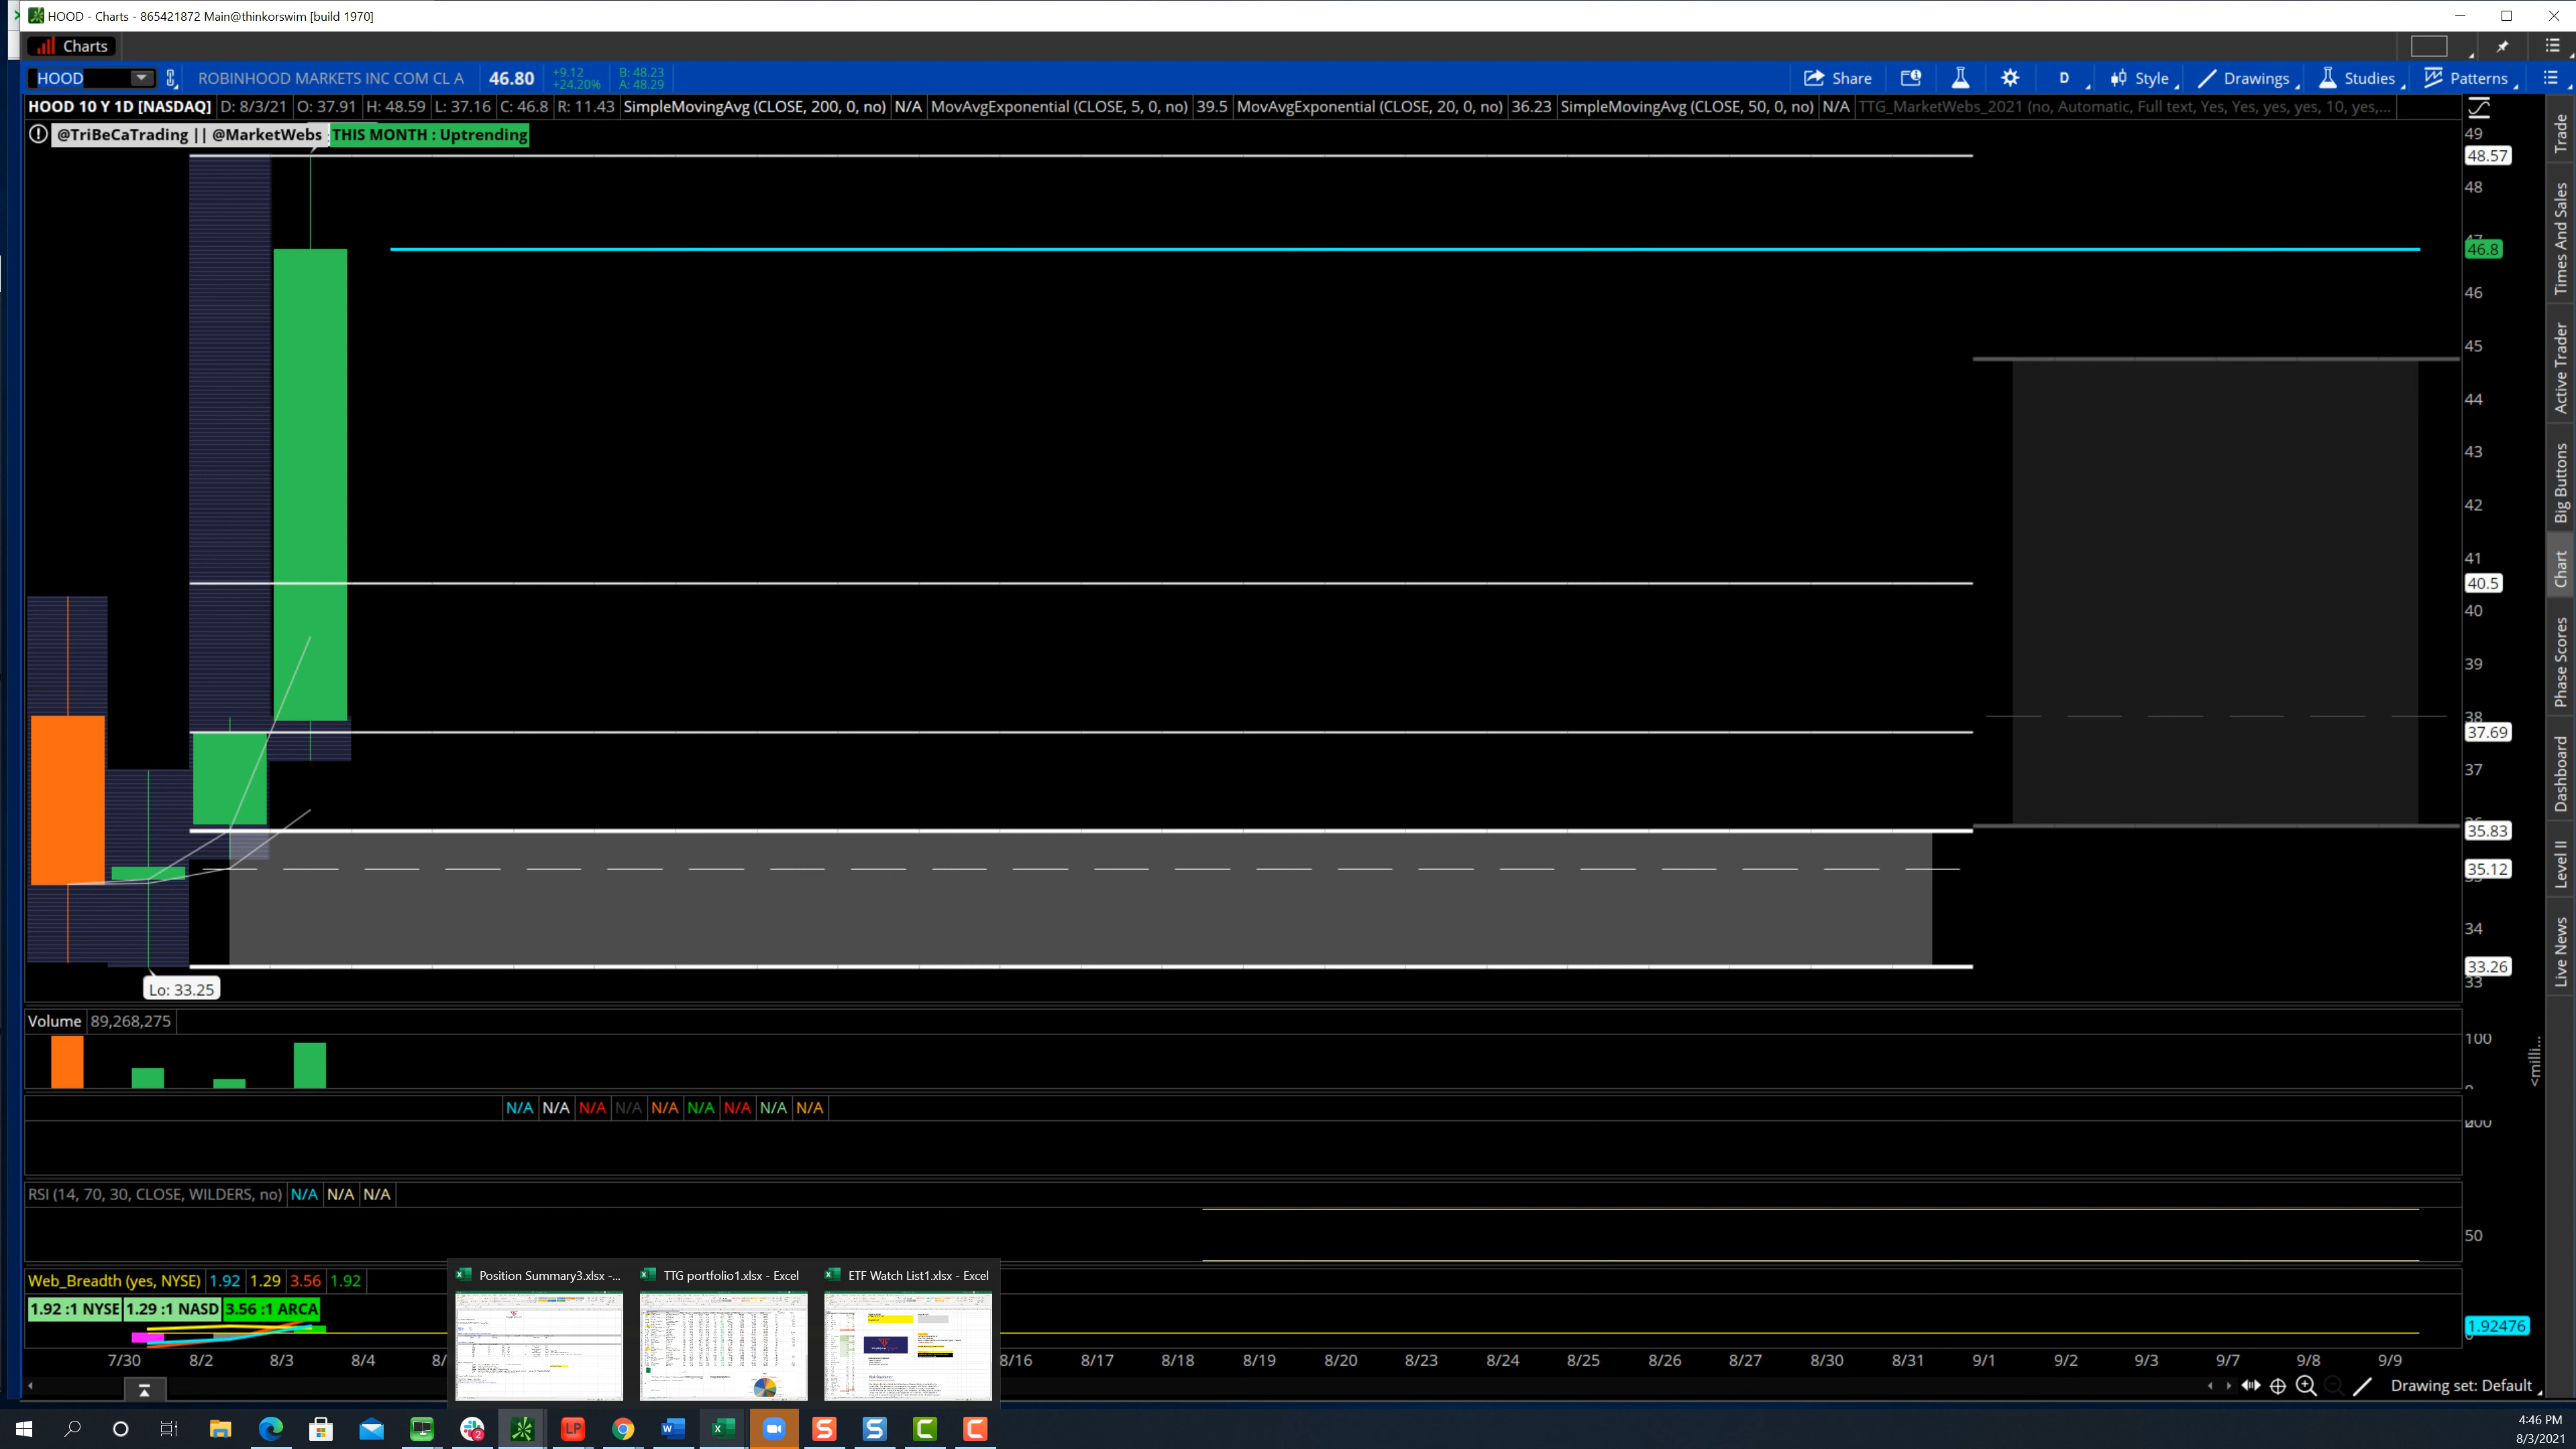 HOOD - Charts - 865421872 Main@thinkorswim [build 1970]
Charts
HOOD ROBINHOOD MARKETS INC COM CL A 46.80 +9.12 +24.20% B: 48.23 A: 48.29 Share D Style Drawings Studies Patterns
HOOD 10 Y 1D [NASDAQ] D: 8/3/21 O: 37.91 H: 48.59 L: 37.16 C: 46.8 R: 11.43 SimpleMovingAvg (CLOSE, 200, 0, no) N/A MovAvgExponential (CLOSE, 5, 0, no) 39.5 MovAvgExponential (CLOSE, 20, 0, no) 36.23 SimpleMovingAvg (CLOSE, 50, 0, no) N/A TTG_MarketWebs_2021 (no, Automatic, Full text, Yes, Yes, yes, yes, 10, yes,...
@TriBeCaTrading || @MarketWebs THIS MONTH : Uptrending
49
48.57
48
46.8
46
45
44
43
42
41
40.5
40
39
38
37.69
37
35.83
35.12
34
33.26
33
Lo: 33.25
Trade
Times And Sales
Active Trader
Big Buttons
Chart
Phase Scores
Dashboard
Level II
Live News
Volume 89,268,275
100
<milli...
N/A N/A N/A N/A N/A N/A N/A N/A N/A
RSI (14, 70, 30, CLOSE, WILDERS, no) N/A N/A N/A
50
Web_Breadth (yes, NYSE) 1.92 1.29 3.56 1.92
1.92 :1 NYSE 1.29 :1 NASD 3.56 :1 ARCA
1.92476
Position Summary3.xlsx -... TTG portfolio1.xlsx - Excel ETF Watch List1.xlsx - Excel
7/30 8/2 8/3 8/4 8/ 8/16 8/17 8/18 8/19 8/20 8/23 8/24 8/25 8/26 8/27 8/30 8/31 9/1 9/2 9/3 9/7 9/8 9/9
Drawing set: Default
2 LP W X S S C C
4:46 PM
8/3/2021